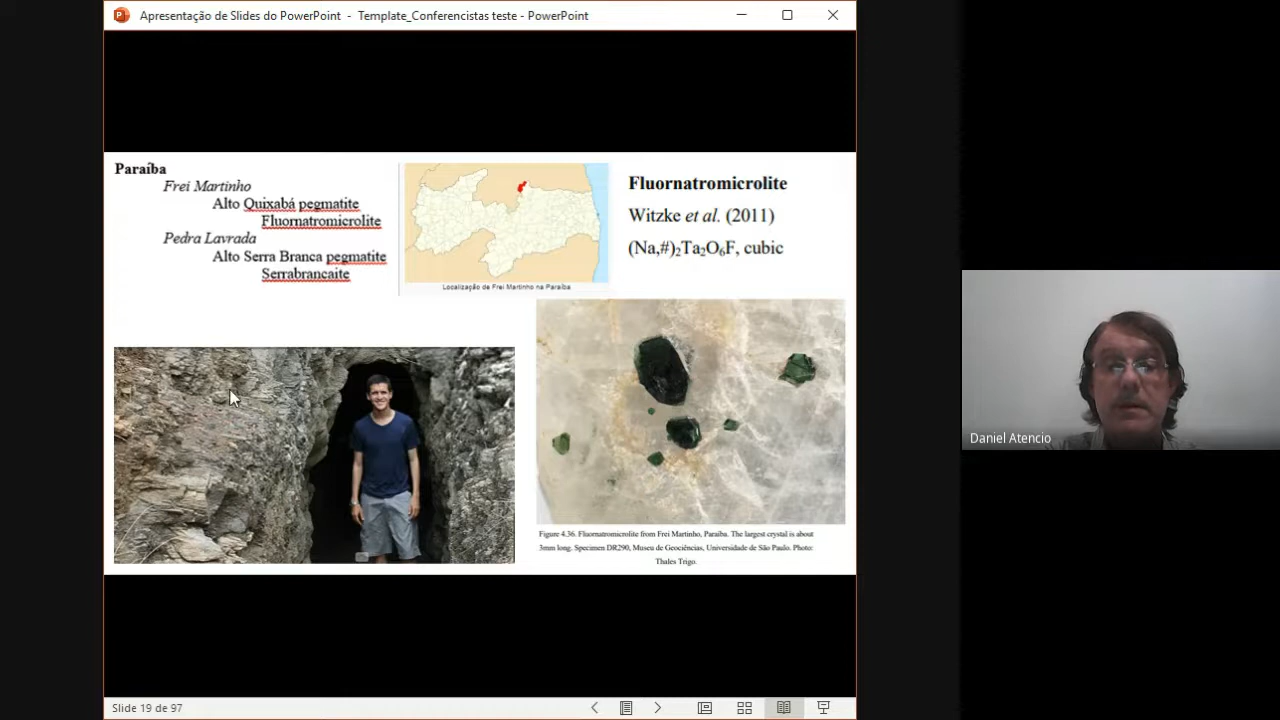 Apresentação de Slides do PowerPoint - Template_Conferencistas teste - PowerPoint
Paraíba
Frei Martinho
Alto Quixabá pegmatite
Fluornatromicrolite
Pedra Lavrada
Alto Serra Branca pegmatite
Serrabrancaite
Localização de Frei Martinho na Paraíba
Fluornatromicrolite
Witzke et al. (2011)
(Na,#)₂Ta₂O₆F, cubic
Figure 4.36. Fluornatromicrolite from Frei Martinho, Paraiba. The largest crystal is about
3mm long. Specimen DR290, Museu de Geociências, Universidade de São Paulo. Photo:
Thales Trigo.
Daniel Atencio
Slide 19 de 97